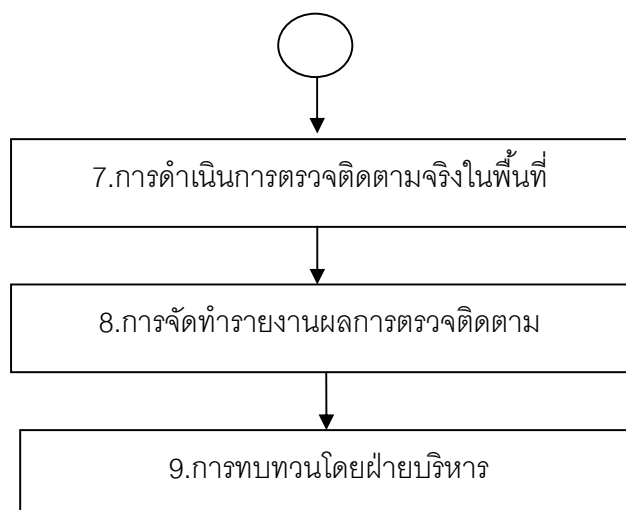 7.การดำเนินการตรวจติดตามจริงในพื้นที่
8.การจัดทำรายงานผลการตรวจติดตาม
9.การทบทวนโดยฝ่ายบริหาร